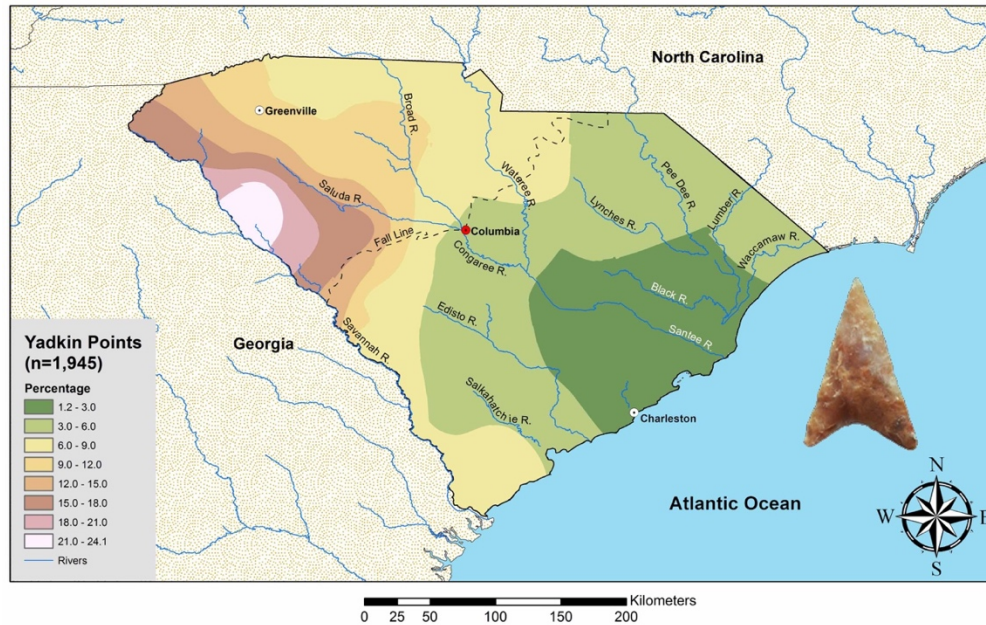 North Carolina
Greenville
Broad R.
Saluda R.
Wateree R.
Pee Dee R.
Lynches R.
Lumber R.
Waccamaw R.
Fall Line
Columbia
Congaree R.
Black R.
Santee R.
Edisto R.
Savannah R.
Georgia
Salkahatchie R.
Charleston
Atlantic Ocean
Yadkin Points
(n=1,945)
Percentage
1.2 - 3.0
3.0 - 6.0
6.0 - 9.0
9.0 - 12.0
12.0 - 15.0
15.0 - 18.0
18.0 - 21.0
21.0 - 24.1
Rivers
N
W
E
S
Kilometers
0 25 50 100 150 200